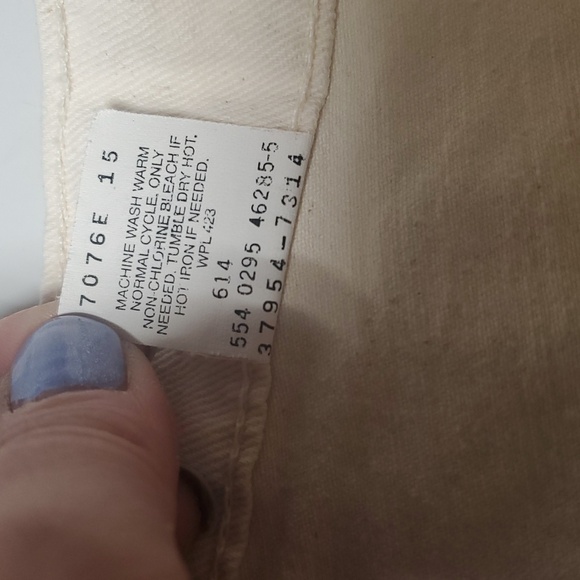 7076E 15
MACHINE WASH WARM
NORMAL CYCLE. ONLY
NON-CHLORINE BLEACH IF
NEEDED. TUMBLE DRY HOT.
HOT IRON IF NEEDED.
WPL 423
614
554 0295 46285-5
37954-7314